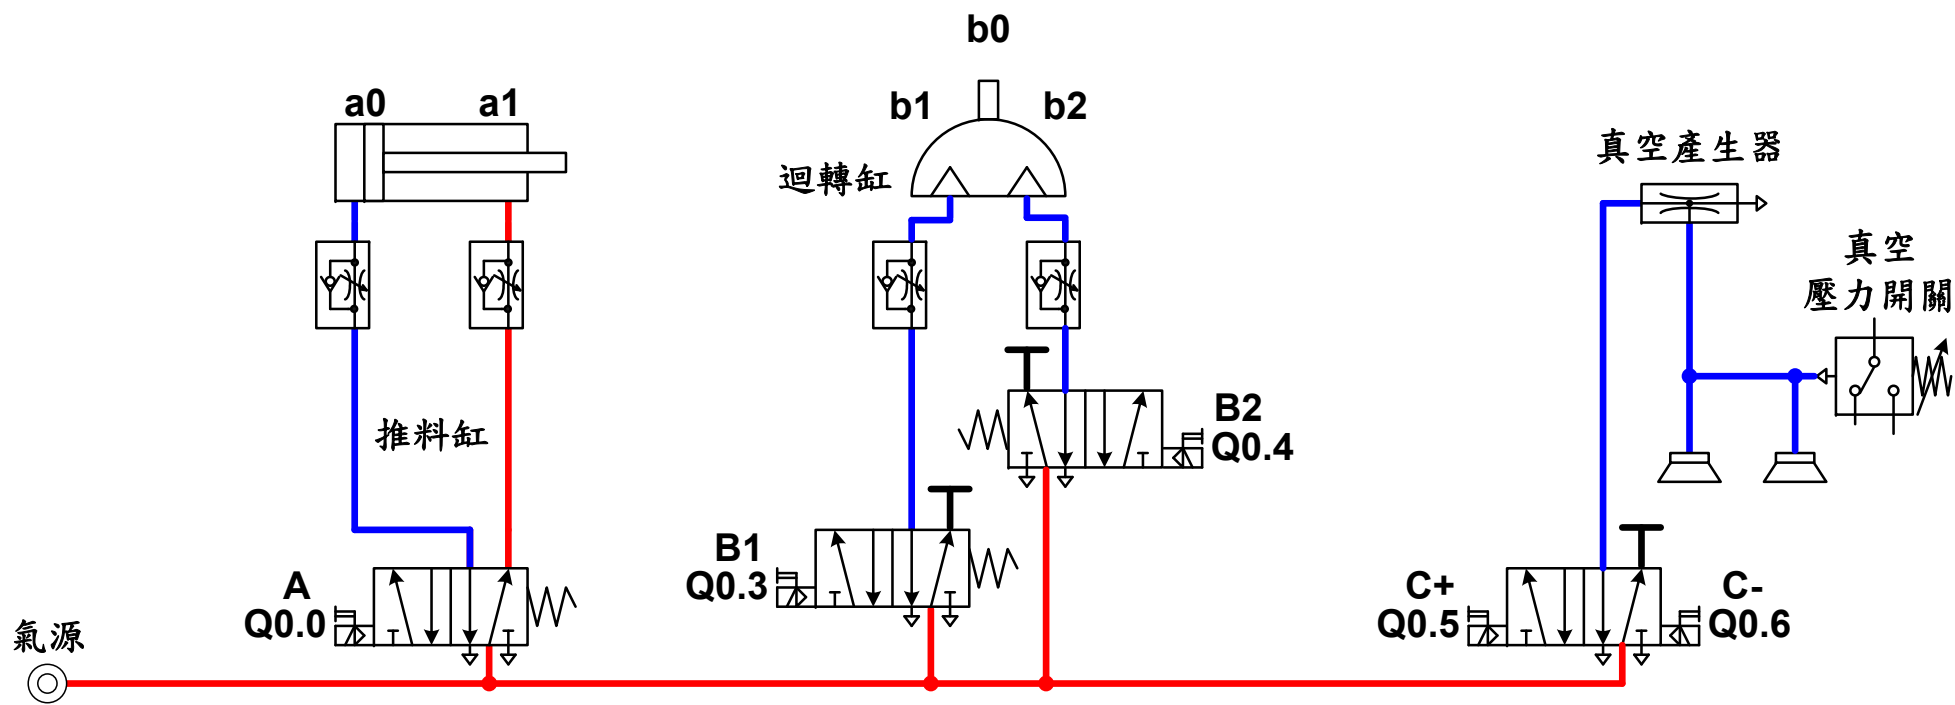 b0
a0
a1
b1
b2
迴轉缸
真空產生器
真空
壓力開關
推料缸
B2
Q0.4
B1
Q0.3
A
Q0.0
C+
Q0.5
C-
Q0.6
氣源